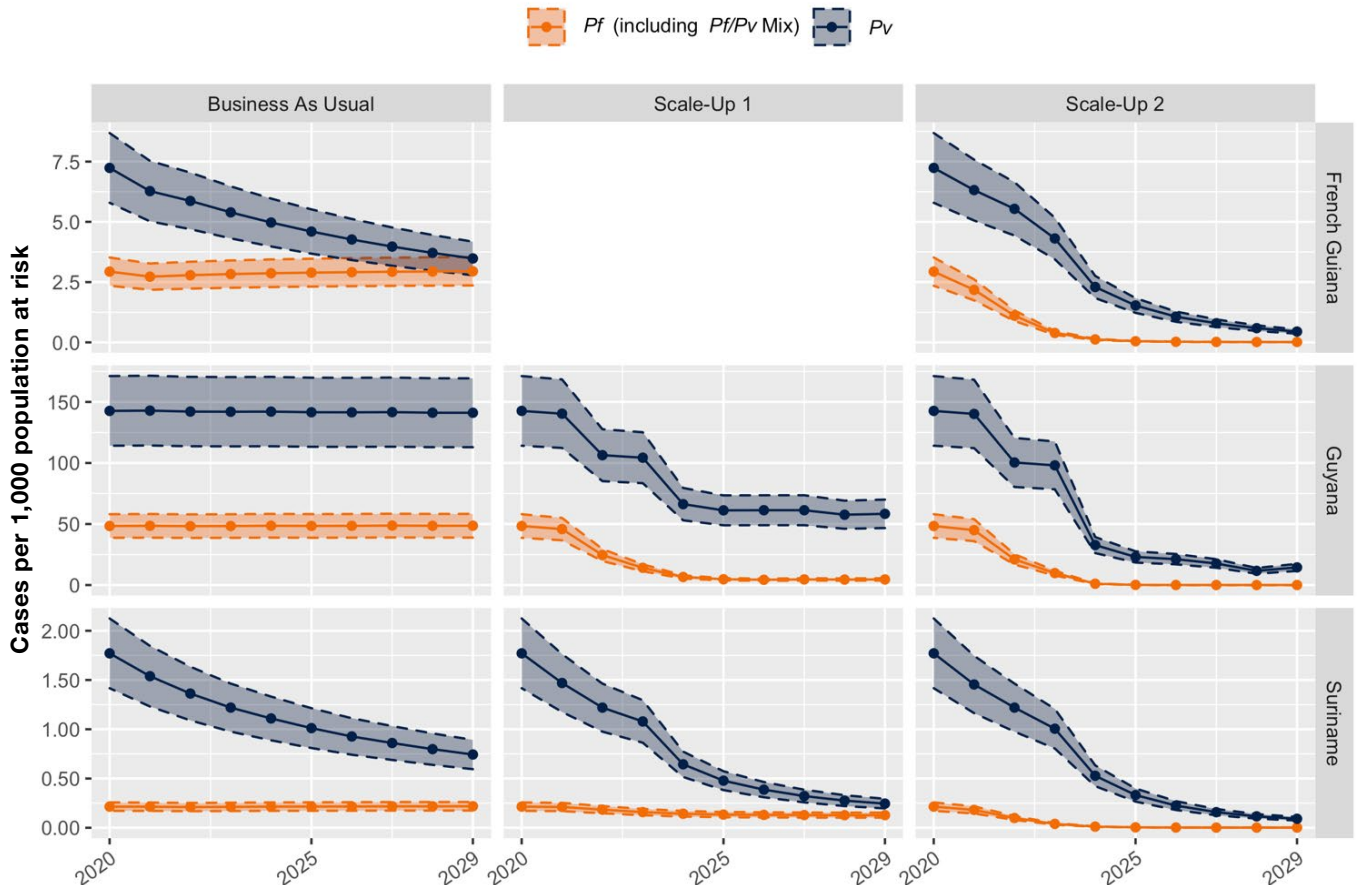 Pf (including Pf/Pv Mix) Pv
Business As Usual Scale-Up 1 Scale-Up 2
Cases per 1,000 population at risk
7.5
5.0
2.5
0.0
French Guiana
150
100
50
0
Guyana
2.00
1.50
1.00
0.50
0.00
Suriname
2020 2025 2029 2020 2025 2029 2020 2025 2029